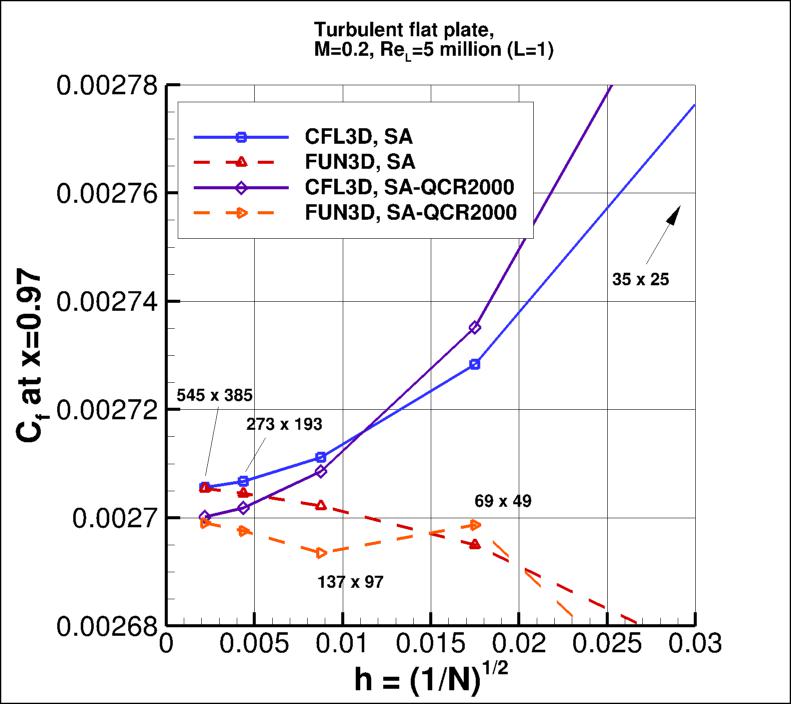 Turbulent flat plate,
M=0.2, Re_L=5 million (L=1)
0.00278
0.00276
0.00274
0.00272
0.0027
0.00268
C_f at x=0.97
CFL3D, SA
FUN3D, SA
CFL3D, SA-QCR2000
FUN3D, SA-QCR2000
35 x 25
545 x 385
273 x 193
69 x 49
137 x 97
0 0.005 0.01 0.015 0.02 0.025 0.03
h = (1/N)^1/2